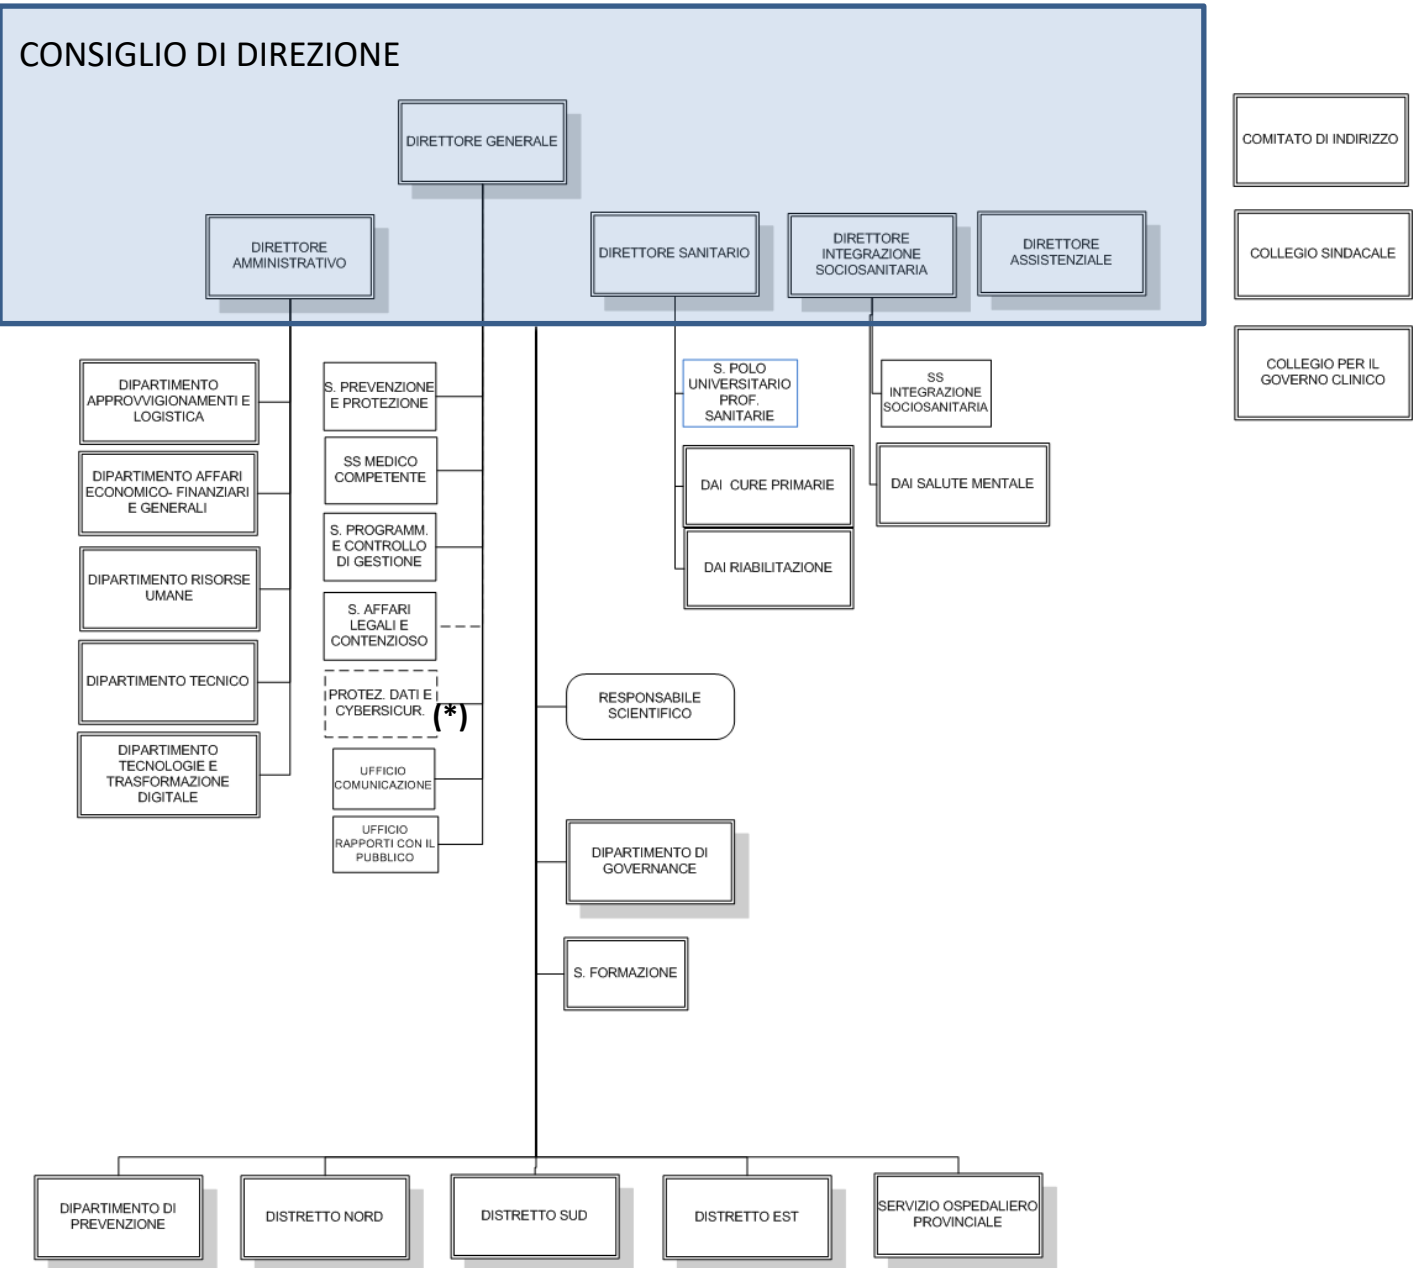 CONSIGLIO DI DIREZIONE
DIRETTORE GENERALE
COMITATO DI INDIRIZZO
DIRETTORE
AMMINISTRATIVO
DIRETTORE SANITARIO
DIRETTORE
INTEGRAZIONE
SOCIOSANITARIA
DIRETTORE
ASSISTENZIALE
COLLEGIO SINDACALE
COLLEGIO PER IL
GOVERNO CLINICO
DIPARTIMENTO
APPROVVIGIONAMENTI E
LOGISTICA
DIPARTIMENTO AFFARI
ECONOMICO- FINANZIARI
E GENERALI
DIPARTIMENTO RISORSE
UMANE
DIPARTIMENTO TECNICO
DIPARTIMENTO
TECNOLOGIE E
TRASFORMAZIONE
DIGITALE
S. PREVENZIONE
E PROTEZIONE
SS MEDICO
COMPETENTE
S. PROGRAMM.
E CONTROLLO
DI GESTIONE
S. AFFARI
LEGALI E
CONTENZIOSO
PROTEZ. DATI E
CYBERSICUR.
(*)
UFFICIO
COMUNICAZIONE
UFFICIO
RAPPORTI CON IL
PUBBLICO
S. POLO
UNIVERSITARIO
PROF.
SANITARIE
DAI  CURE PRIMARIE
DAI RIABILITAZIONE
SS
INTEGRAZIONE
SOCIOSANITARIA
DAI SALUTE MENTALE
RESPONSABILE
SCIENTIFICO
DIPARTIMENTO DI
GOVERNANCE
S. FORMAZIONE
DIPARTIMENTO DI
PREVENZIONE
DISTRETTO NORD
DISTRETTO SUD
DISTRETTO EST
SERVIZIO OSPEDALIERO
PROVINCIALE